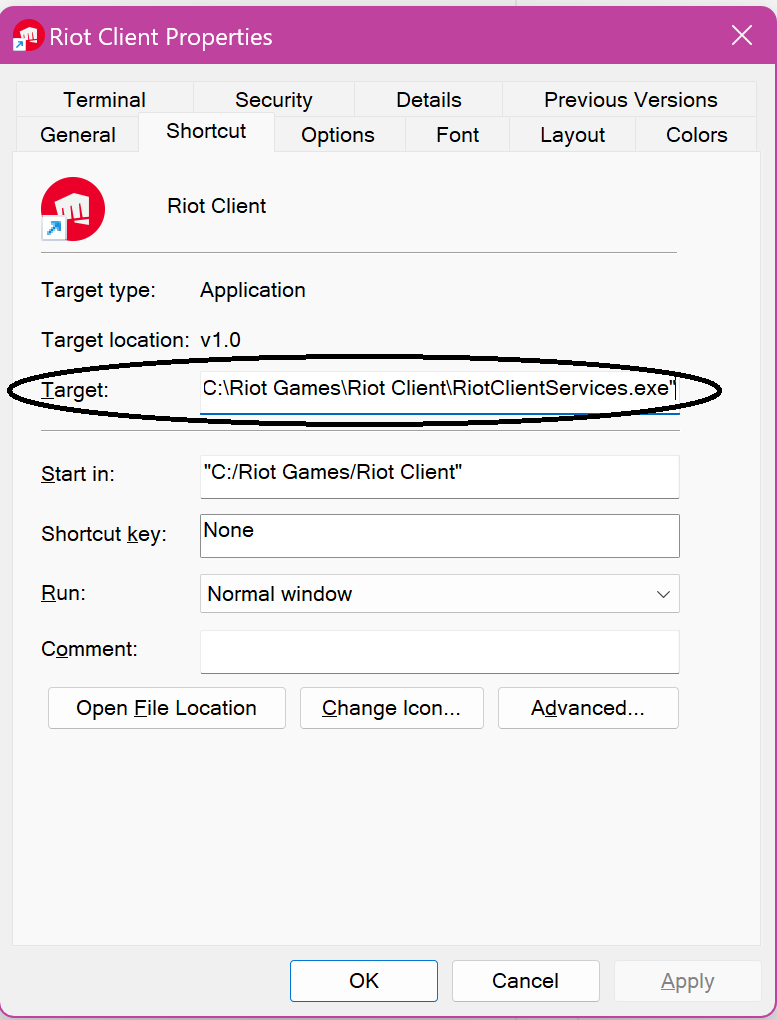 Riot Client Properties
Terminal Security Details Previous Versions
General Shortcut Options Font Layout Colors
Riot Client
Target type: Application
Target location: v1.0
Target: C:\Riot Games\Riot Client\RiotClientServices.exe"
Start in: "C:/Riot Games/Riot Client"
Shortcut key: None
Run: Normal window
Comment:
Open File Location Change Icon... Advanced...
OK Cancel Apply